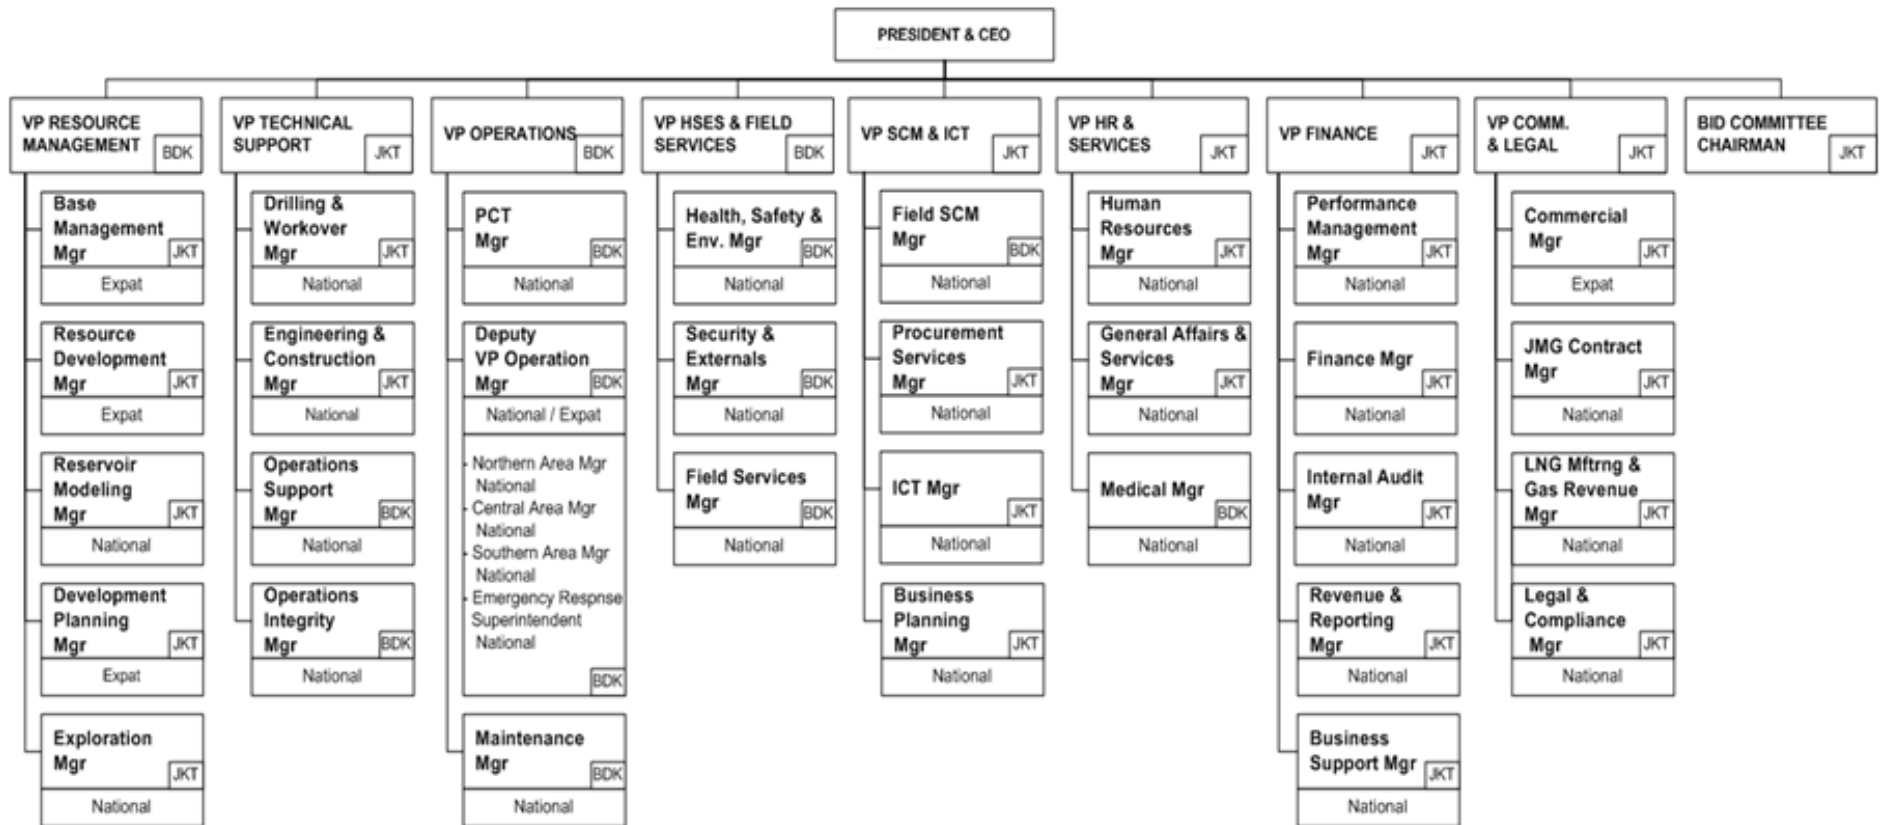 PRESIDENT & CEO
VP RESOURCE
MANAGEMENT
BDK
VP TECHNICAL
SUPPORT
JKT
VP OPERATIONS
BDK
VP HSES & FIELD
SERVICES
BDK
VP SCM & ICT
JKT
VP HR &
SERVICES
JKT
VP FINANCE
JKT
VP COMM.
& LEGAL
JKT
BID COMMITTEE
CHAIRMAN
JKT
Base
Management
Mgr
JKT
Expat
Resource
Development
Mgr
JKT
Expat
Reservoir
Modeling
Mgr
JKT
National
Development
Planning
Mgr
JKT
Expat
Exploration
Mgr
JKT
National
Drilling &
Workover
Mgr
JKT
National
Engineering &
Construction
Mgr
JKT
National
Operations
Support
Mgr
BDK
National
Operations
Integrity
Mgr
BDK
National
PCT
Mgr
BDK
National
Deputy
VP Operation
Mgr
BDK
National / Expat
- Northern Area Mgr
National
- Central Area Mgr
National
- Southern Area Mgr
National
- Emergency Respnse
Superintendent
National
BDK
Maintenance
Mgr
BDK
National
Health, Safety &
Env. Mgr
BDK
National
Security &
Externals
Mgr
BDK
National
Field Services
Mgr
BDK
National
Field SCM
Mgr
BDK
National
Procurement
Services
Mgr
JKT
National
ICT Mgr
JKT
National
Business
Planning
Mgr
JKT
National
Human
Resources
Mgr
JKT
National
General Affairs &
Services
Mgr
JKT
National
Medical Mgr
BDK
National
Performance
Management
Mgr
JKT
National
Finance Mgr
JKT
National
Internal Audit
Mgr
JKT
National
Revenue &
Reporting
Mgr
JKT
National
Business
Support Mgr
JKT
National
Commercial
Mgr
JKT
Expat
JMG Contract
Mgr
JKT
National
LNG Mftrng &
Gas Revenue
Mgr
JKT
National
Legal &
Compliance
Mgr
JKT
National